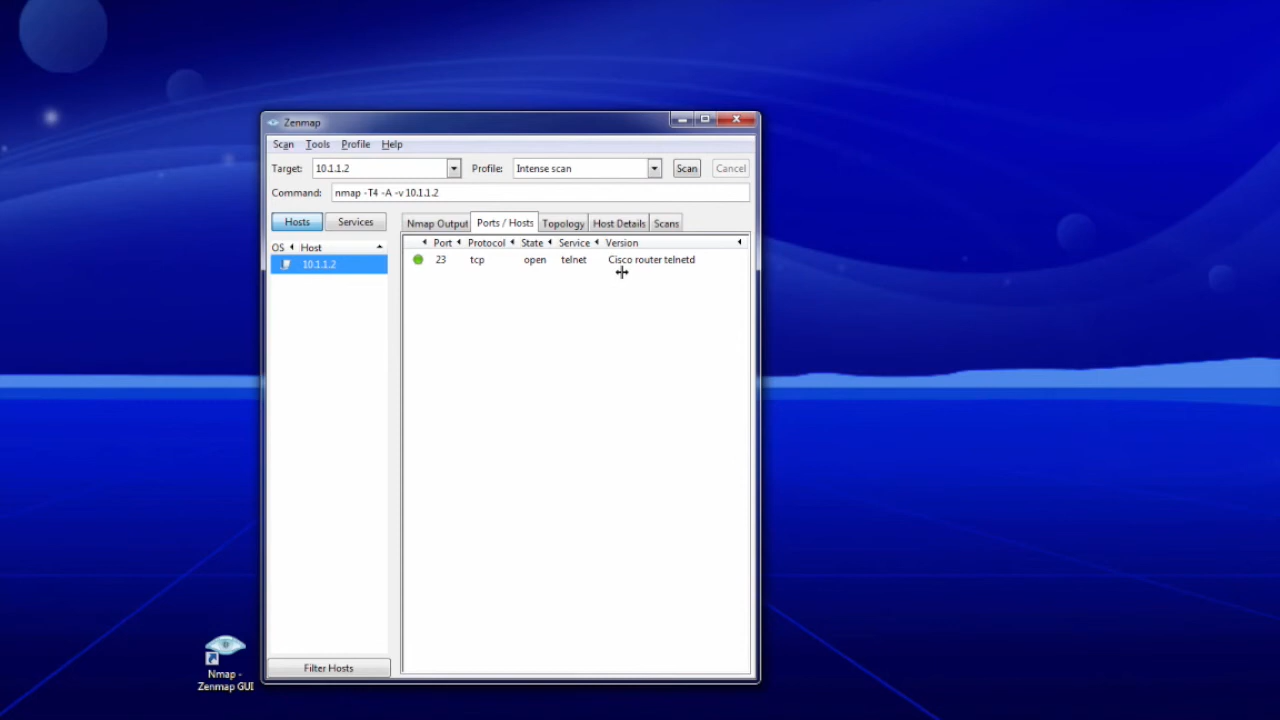 Zenmap
Scan Tools Profile Help
Target: 10.1.1.2 Profile: Intense scan Scan Cancel
Command: nmap -T4 -A -v 10.1.1.2
Hosts Services Nmap Output Ports / Hosts Topology Host Details Scans
OS Host Port Protocol State Service Version
10.1.1.2 23 tcp open telnet Cisco router telnetd
Filter Hosts
Nmap -
Zenmap GUI